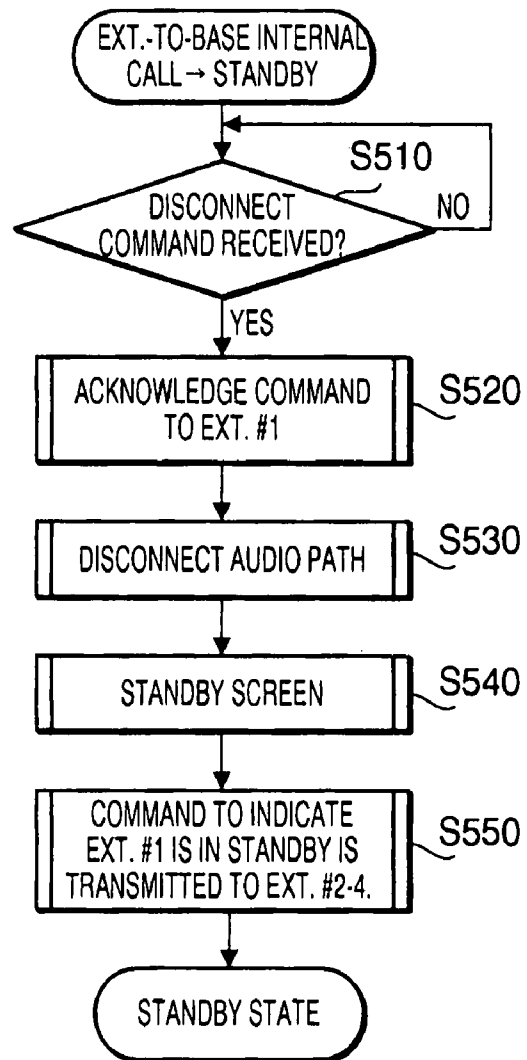 EXT.-TO-BASE INTERNAL
CALL → STANDBY
S510
DISCONNECT
COMMAND RECEIVED?
NO
YES
ACKNOWLEDGE COMMAND
TO EXT. #1
S520
DISCONNECT AUDIO PATH
S530
STANDBY SCREEN
S540
COMMAND TO INDICATE
EXT. #1 IS IN STANDBY IS
TRANSMITTED TO EXT. #2-4.
S550
STANDBY STATE